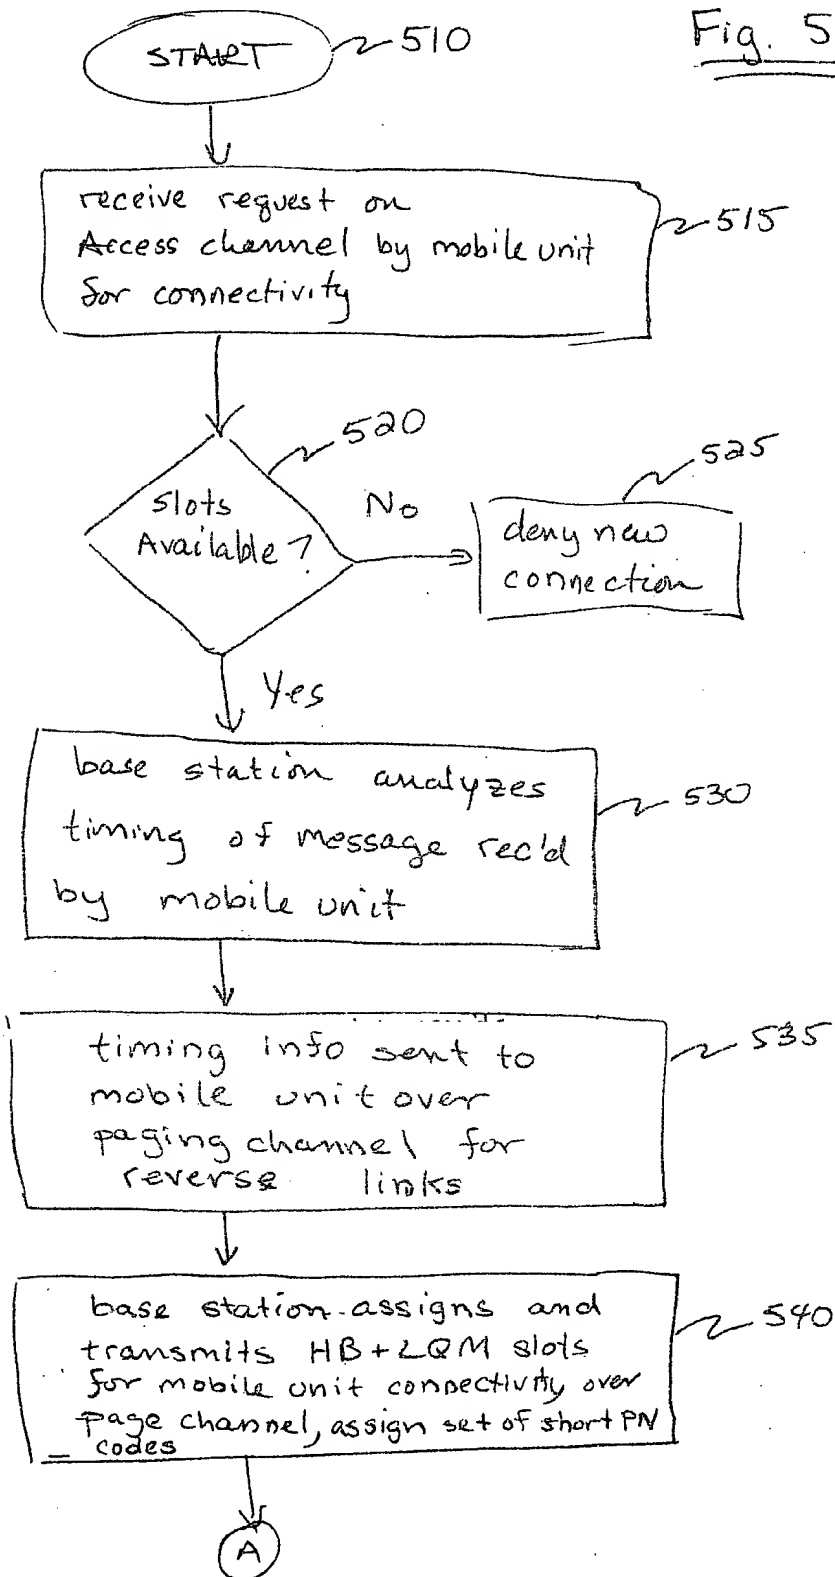 START
510
Fig. 5
receive request on
Access channel by mobile unit
for connectivity
515
520
slots
Available?
No
525
deny new
connection
Yes
base station analyzes
timing of message rec'd
by mobile unit
530
timing info sent to
mobile unit over
paging channel for
reverse links
535
base station assigns and
transmits HB+LQM slots
for mobile unit connectivity over
page channel, assign set of short PN
codes
540
A